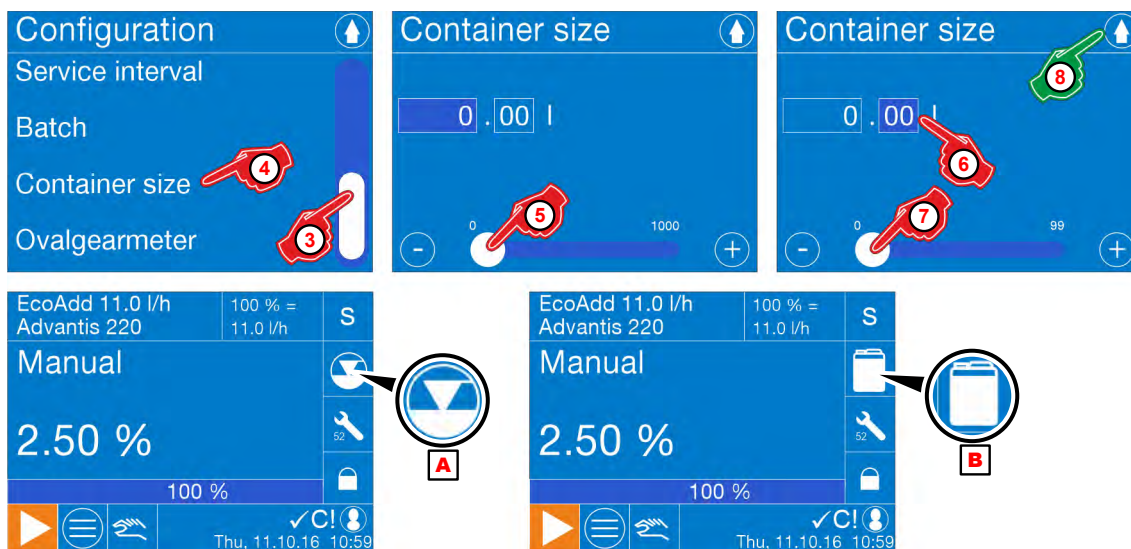 Configuration
Service interval
Batch
Container size
Ovalgearmeter
4
3
Container size
0 . 00 l
5
0 1000
- +
Container size
8
0 . 00 l
6
7
0 99
- +
EcoAdd 11.0 l/h
Advantis 220
100 % =
11.0 l/h
S
Manual
2.50 %
52
100 %
✓C!
Thu, 11.10.16 10:59
A
EcoAdd 11.0 l/h
Advantis 220
100 % =
11.0 l/h
S
Manual
2.50 %
52
100 %
✓C!
Thu, 11.10.16 10:59
B